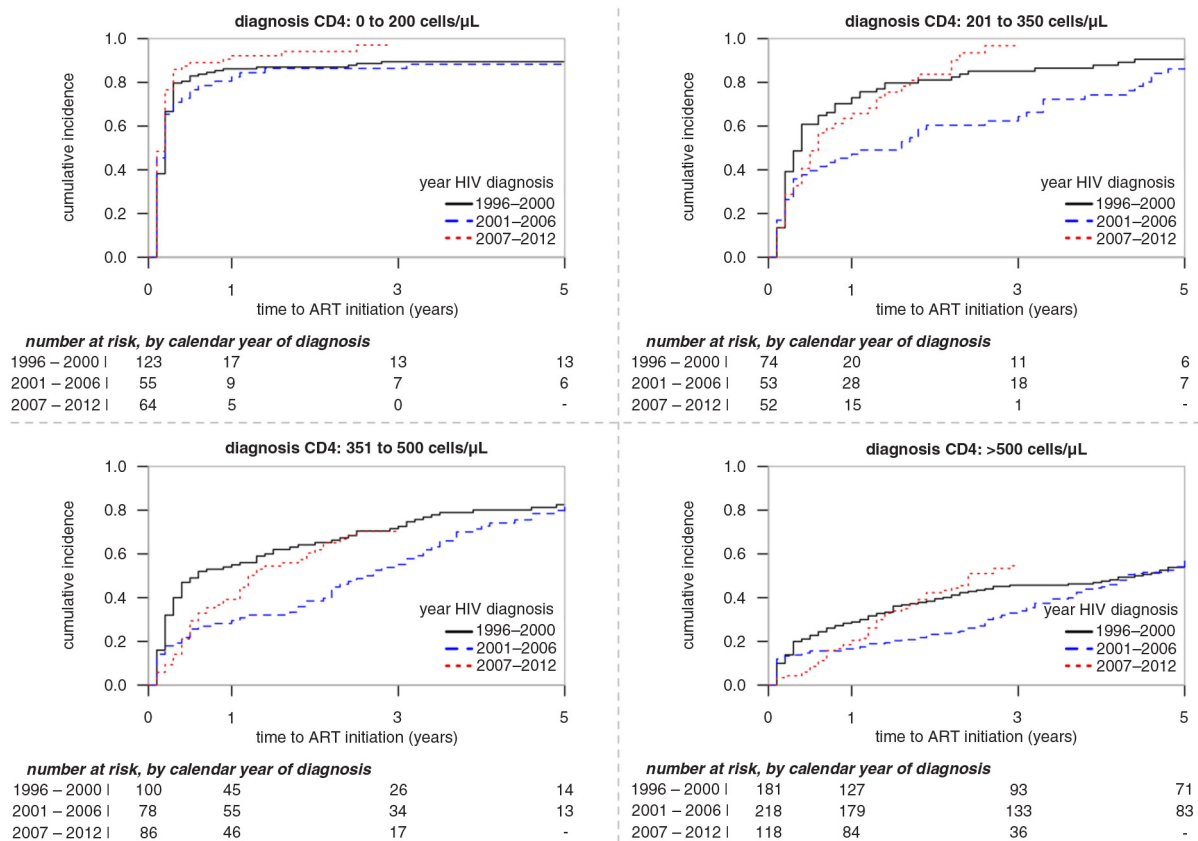 diagnosis CD4: 0 to 200 cells/µL
1.0
0.8
0.6
0.4
0.2
0.0
cumulative incidence
year HIV diagnosis
1996–2000
2001–2006
2007–2012
0 1 3 5
time to ART initiation (years)
number at risk, by calendar year of diagnosis
1996 – 2000 | 123 17 13 13
2001 – 2006 | 55 9 7 6
2007 – 2012 | 64 5 0 -
diagnosis CD4: 201 to 350 cells/µL
1.0
0.8
0.6
0.4
0.2
0.0
cumulative incidence
year HIV diagnosis
1996–2000
2001–2006
2007–2012
0 1 3 5
time to ART initiation (years)
number at risk, by calendar year of diagnosis
1996 – 2000 | 74 20 11 6
2001 – 2006 | 53 28 18 7
2007 – 2012 | 52 15 1 -
diagnosis CD4: 351 to 500 cells/µL
1.0
0.8
0.6
0.4
0.2
0.0
cumulative incidence
year HIV diagnosis
1996–2000
2001–2006
2007–2012
0 1 3 5
time to ART initiation (years)
number at risk, by calendar year of diagnosis
1996 – 2000 | 100 45 26 14
2001 – 2006 | 78 55 34 13
2007 – 2012 | 86 46 17 -
diagnosis CD4: >500 cells/µL
1.0
0.8
0.6
0.4
0.2
0.0
cumulative incidence
year HIV diagnosis
1996–2000
2001–2006
2007–2012
0 1 3 5
time to ART initiation (years)
number at risk, by calendar year of diagnosis
1996 – 2000 | 181 127 93 71
2001 – 2006 | 218 179 133 83
2007 – 2012 | 118 84 36 -